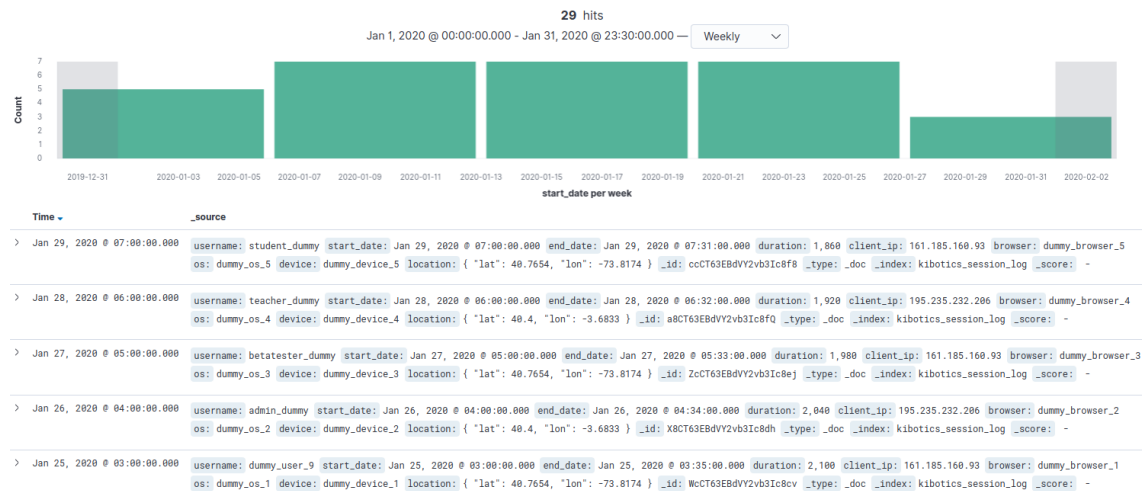 29 hits
Jan 1, 2020 @ 00:00:00.000 - Jan 31, 2020 @ 23:30:00.000 — Weekly
Count
7
6
5
4
3
2
1
0
2019-12-31 2020-01-03 2020-01-05 2020-01-07 2020-01-09 2020-01-11 2020-01-13 2020-01-15 2020-01-17 2020-01-19 2020-01-21 2020-01-23 2020-01-25 2020-01-27 2020-01-29 2020-01-31 2020-02-02
start_date per week
Time _source
Jan 29, 2020 @ 07:00:00.000 username: student_dummy start_date: Jan 29, 2020 @ 07:00:00.000 end_date: Jan 29, 2020 @ 07:31:00.000 duration: 1,860 client_ip: 161.185.160.93 browser: dummy_browser_5
os: dummy_os_5 device: dummy_device_5 location: { "lat": 40.7654, "lon": -73.8174 } _id: ccCT63EBdVY2vb3Ic8f8 _type: _doc _index: kibotics_session_log _score: -
Jan 28, 2020 @ 06:00:00.000 username: teacher_dummy start_date: Jan 28, 2020 @ 06:00:00.000 end_date: Jan 28, 2020 @ 06:32:00.000 duration: 1,920 client_ip: 195.235.232.206 browser: dummy_browser_4
os: dummy_os_4 device: dummy_device_4 location: { "lat": 40.4, "lon": -3.6833 } _id: a8CT63EBdVY2vb3Ic8fQ _type: _doc _index: kibotics_session_log _score: -
Jan 27, 2020 @ 05:00:00.000 username: betatester_dummy start_date: Jan 27, 2020 @ 05:00:00.000 end_date: Jan 27, 2020 @ 05:33:00.000 duration: 1,980 client_ip: 161.185.160.93 browser: dummy_browser_3
os: dummy_os_3 device: dummy_device_3 location: { "lat": 40.7654, "lon": -73.8174 } _id: ZcCT63EBdVY2vb3Ic8ej _type: _doc _index: kibotics_session_log _score: -
Jan 26, 2020 @ 04:00:00.000 username: admin_dummy start_date: Jan 26, 2020 @ 04:00:00.000 end_date: Jan 26, 2020 @ 04:34:00.000 duration: 2,040 client_ip: 195.235.232.206 browser: dummy_browser_2
os: dummy_os_2 device: dummy_device_2 location: { "lat": 40.4, "lon": -3.6833 } _id: X8CT63EBdVY2vb3Ic8dh _type: _doc _index: kibotics_session_log _score: -
Jan 25, 2020 @ 03:00:00.000 username: dummy_user_9 start_date: Jan 25, 2020 @ 03:00:00.000 end_date: Jan 25, 2020 @ 03:35:00.000 duration: 2,100 client_ip: 161.185.160.93 browser: dummy_browser_1
os: dummy_os_1 device: dummy_device_1 location: { "lat": 40.7654, "lon": -73.8174 } _id: WcCT63EBdVY2vb3Ic8cv _type: _doc _index: kibotics_session_log _score: -